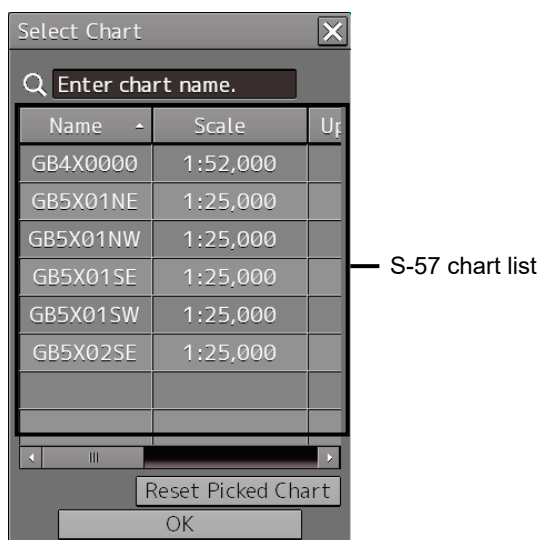 Select Chart
Enter chart name.
Name Scale Up
GB4X0000 1:52,000
GB5X01NE 1:25,000
GB5X01NW 1:25,000
GB5X01SE 1:25,000
S-57 chart list
GB5X01SW 1:25,000
GB5X02SE 1:25,000
Reset Picked Chart
OK